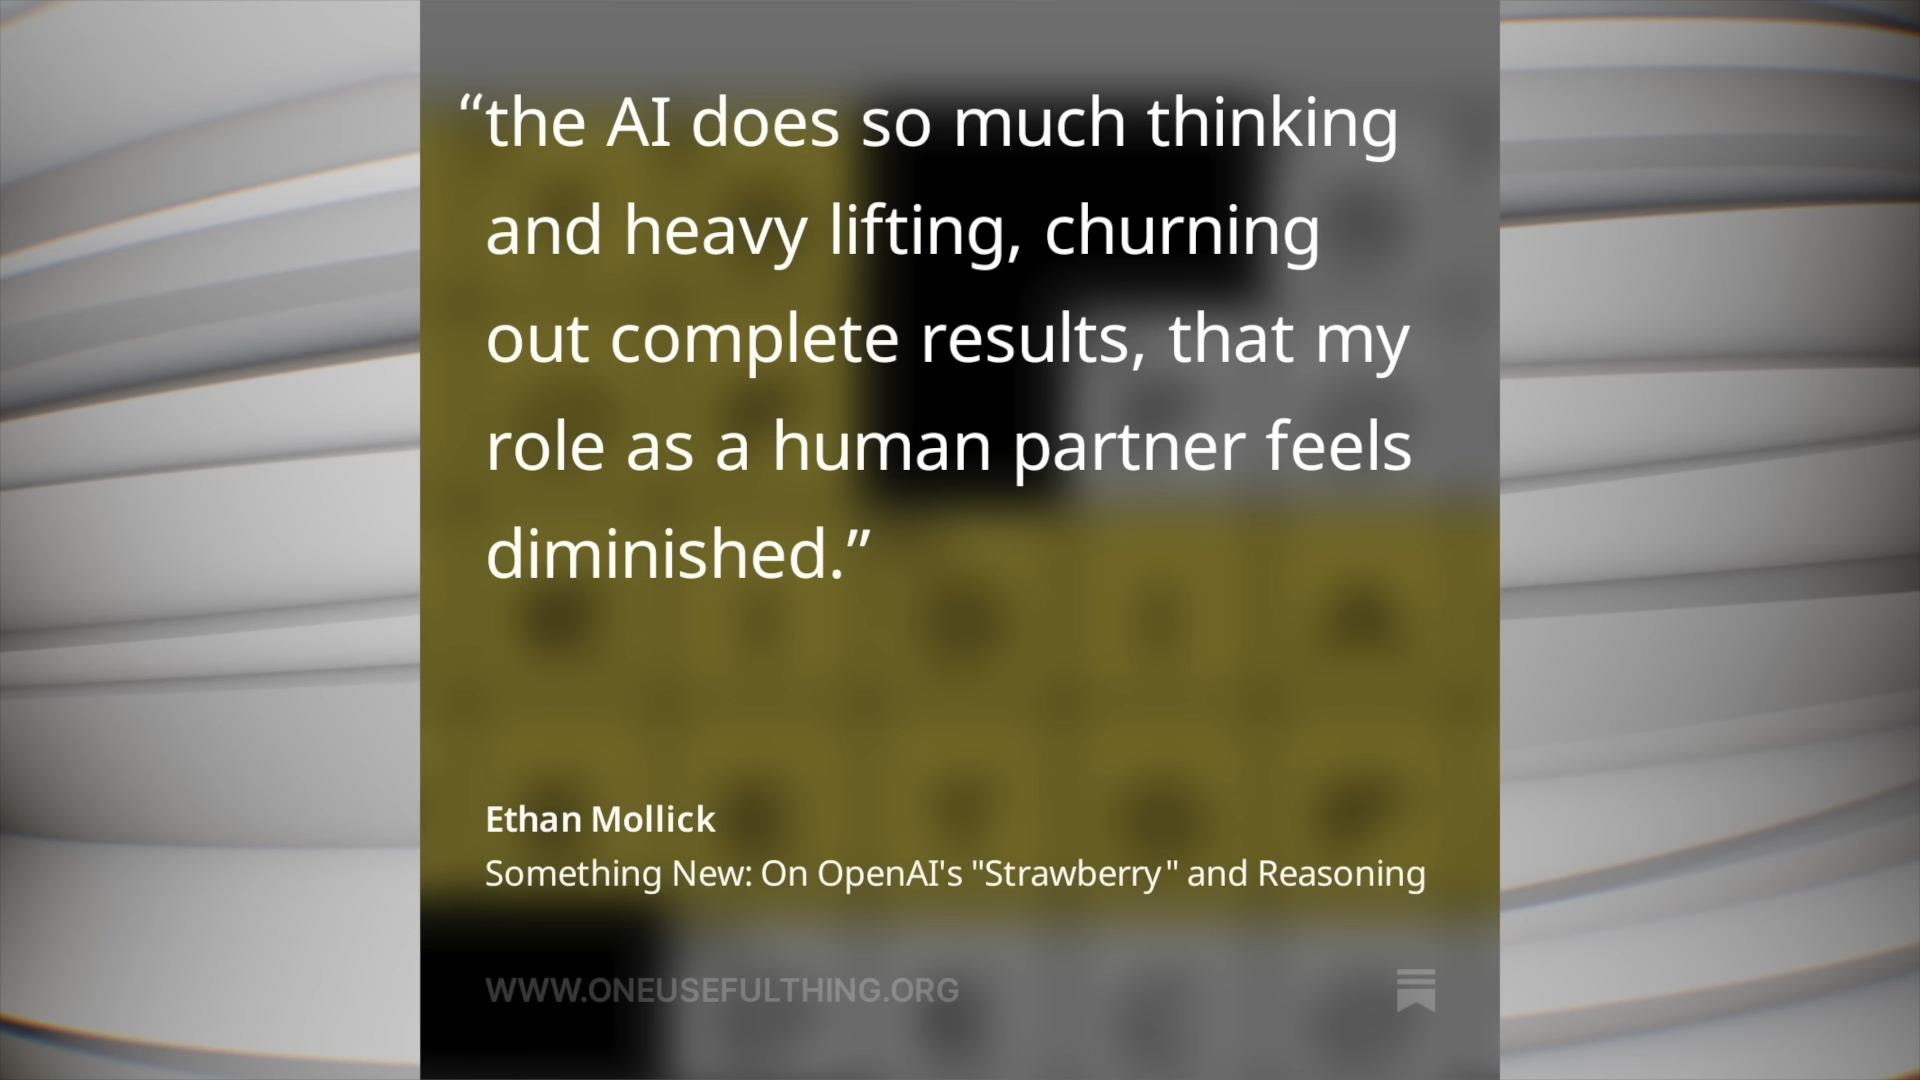 “the AI does so much thinking
and heavy lifting, churning
out complete results, that my
role as a human partner feels
diminished.”
Ethan Mollick
Something New: On OpenAI's "Strawberry" and Reasoning
WWW.ONEUSEFULTHING.ORG